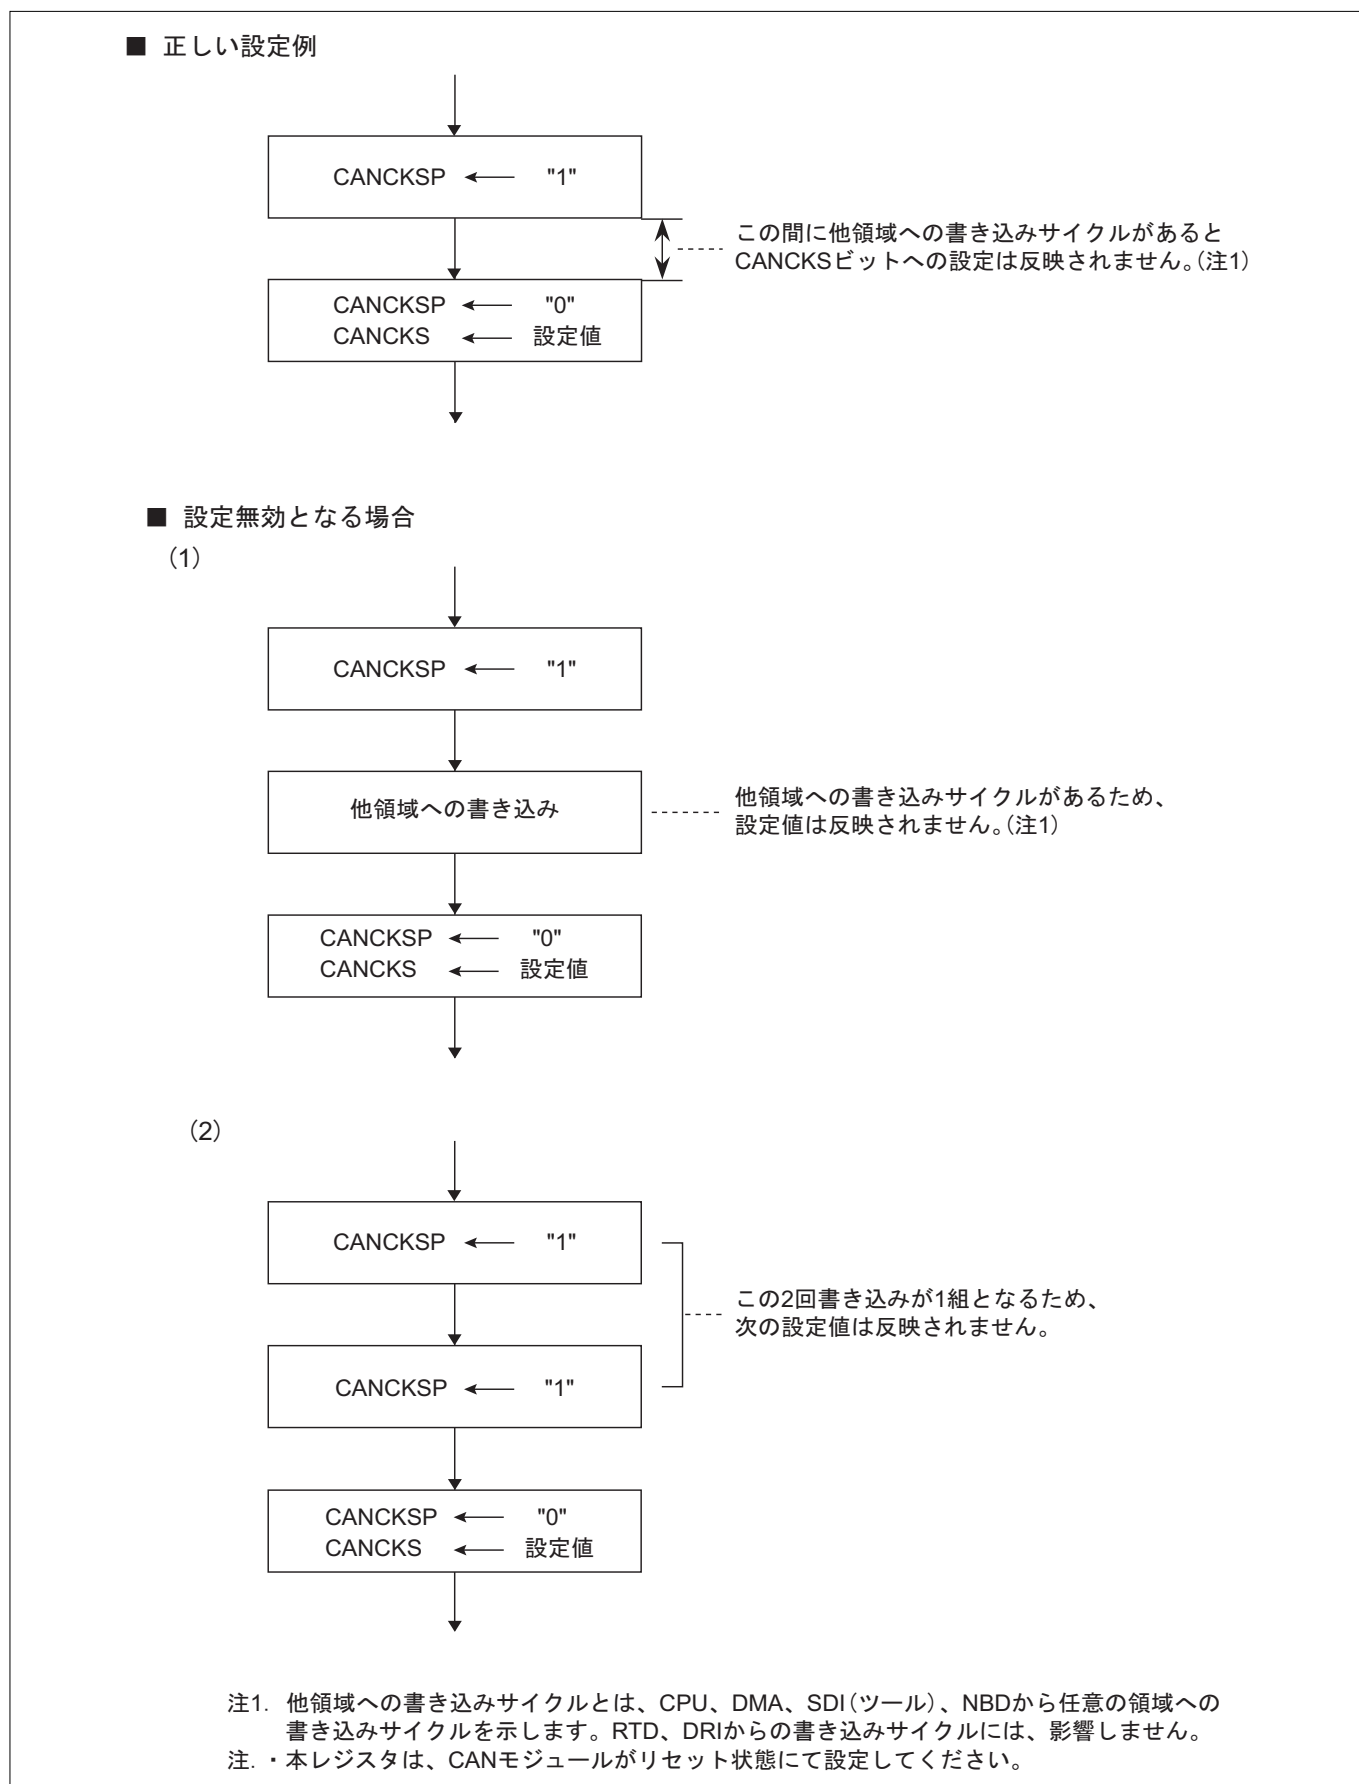 ■ 正しい設定例
CANCKSP ← "1"
この間に他領域への書き込みサイクルがあると
CANCKSビットへの設定は反映されません。(注1)
CANCKSP ← "0"
CANCKS ← 設定値
■ 設定無効となる場合
(1)
CANCKSP ← "1"
他領域への書き込み
他領域への書き込みサイクルがあるため、
設定値は反映されません。(注1)
CANCKSP ← "0"
CANCKS ← 設定値
(2)
CANCKSP ← "1"
この2回書き込みが1組となるため、
次の設定値は反映されません。
CANCKSP ← "1"
CANCKSP ← "0"
CANCKS ← 設定値
注1. 他領域への書き込みサイクルとは、CPU、DMA、SDI(ツール)、NBDから任意の領域への
書き込みサイクルを示します。RTD、DRIからの書き込みサイクルには、影響しません。
注. ・本レジスタは、CANモジュールがリセット状態にて設定してください。